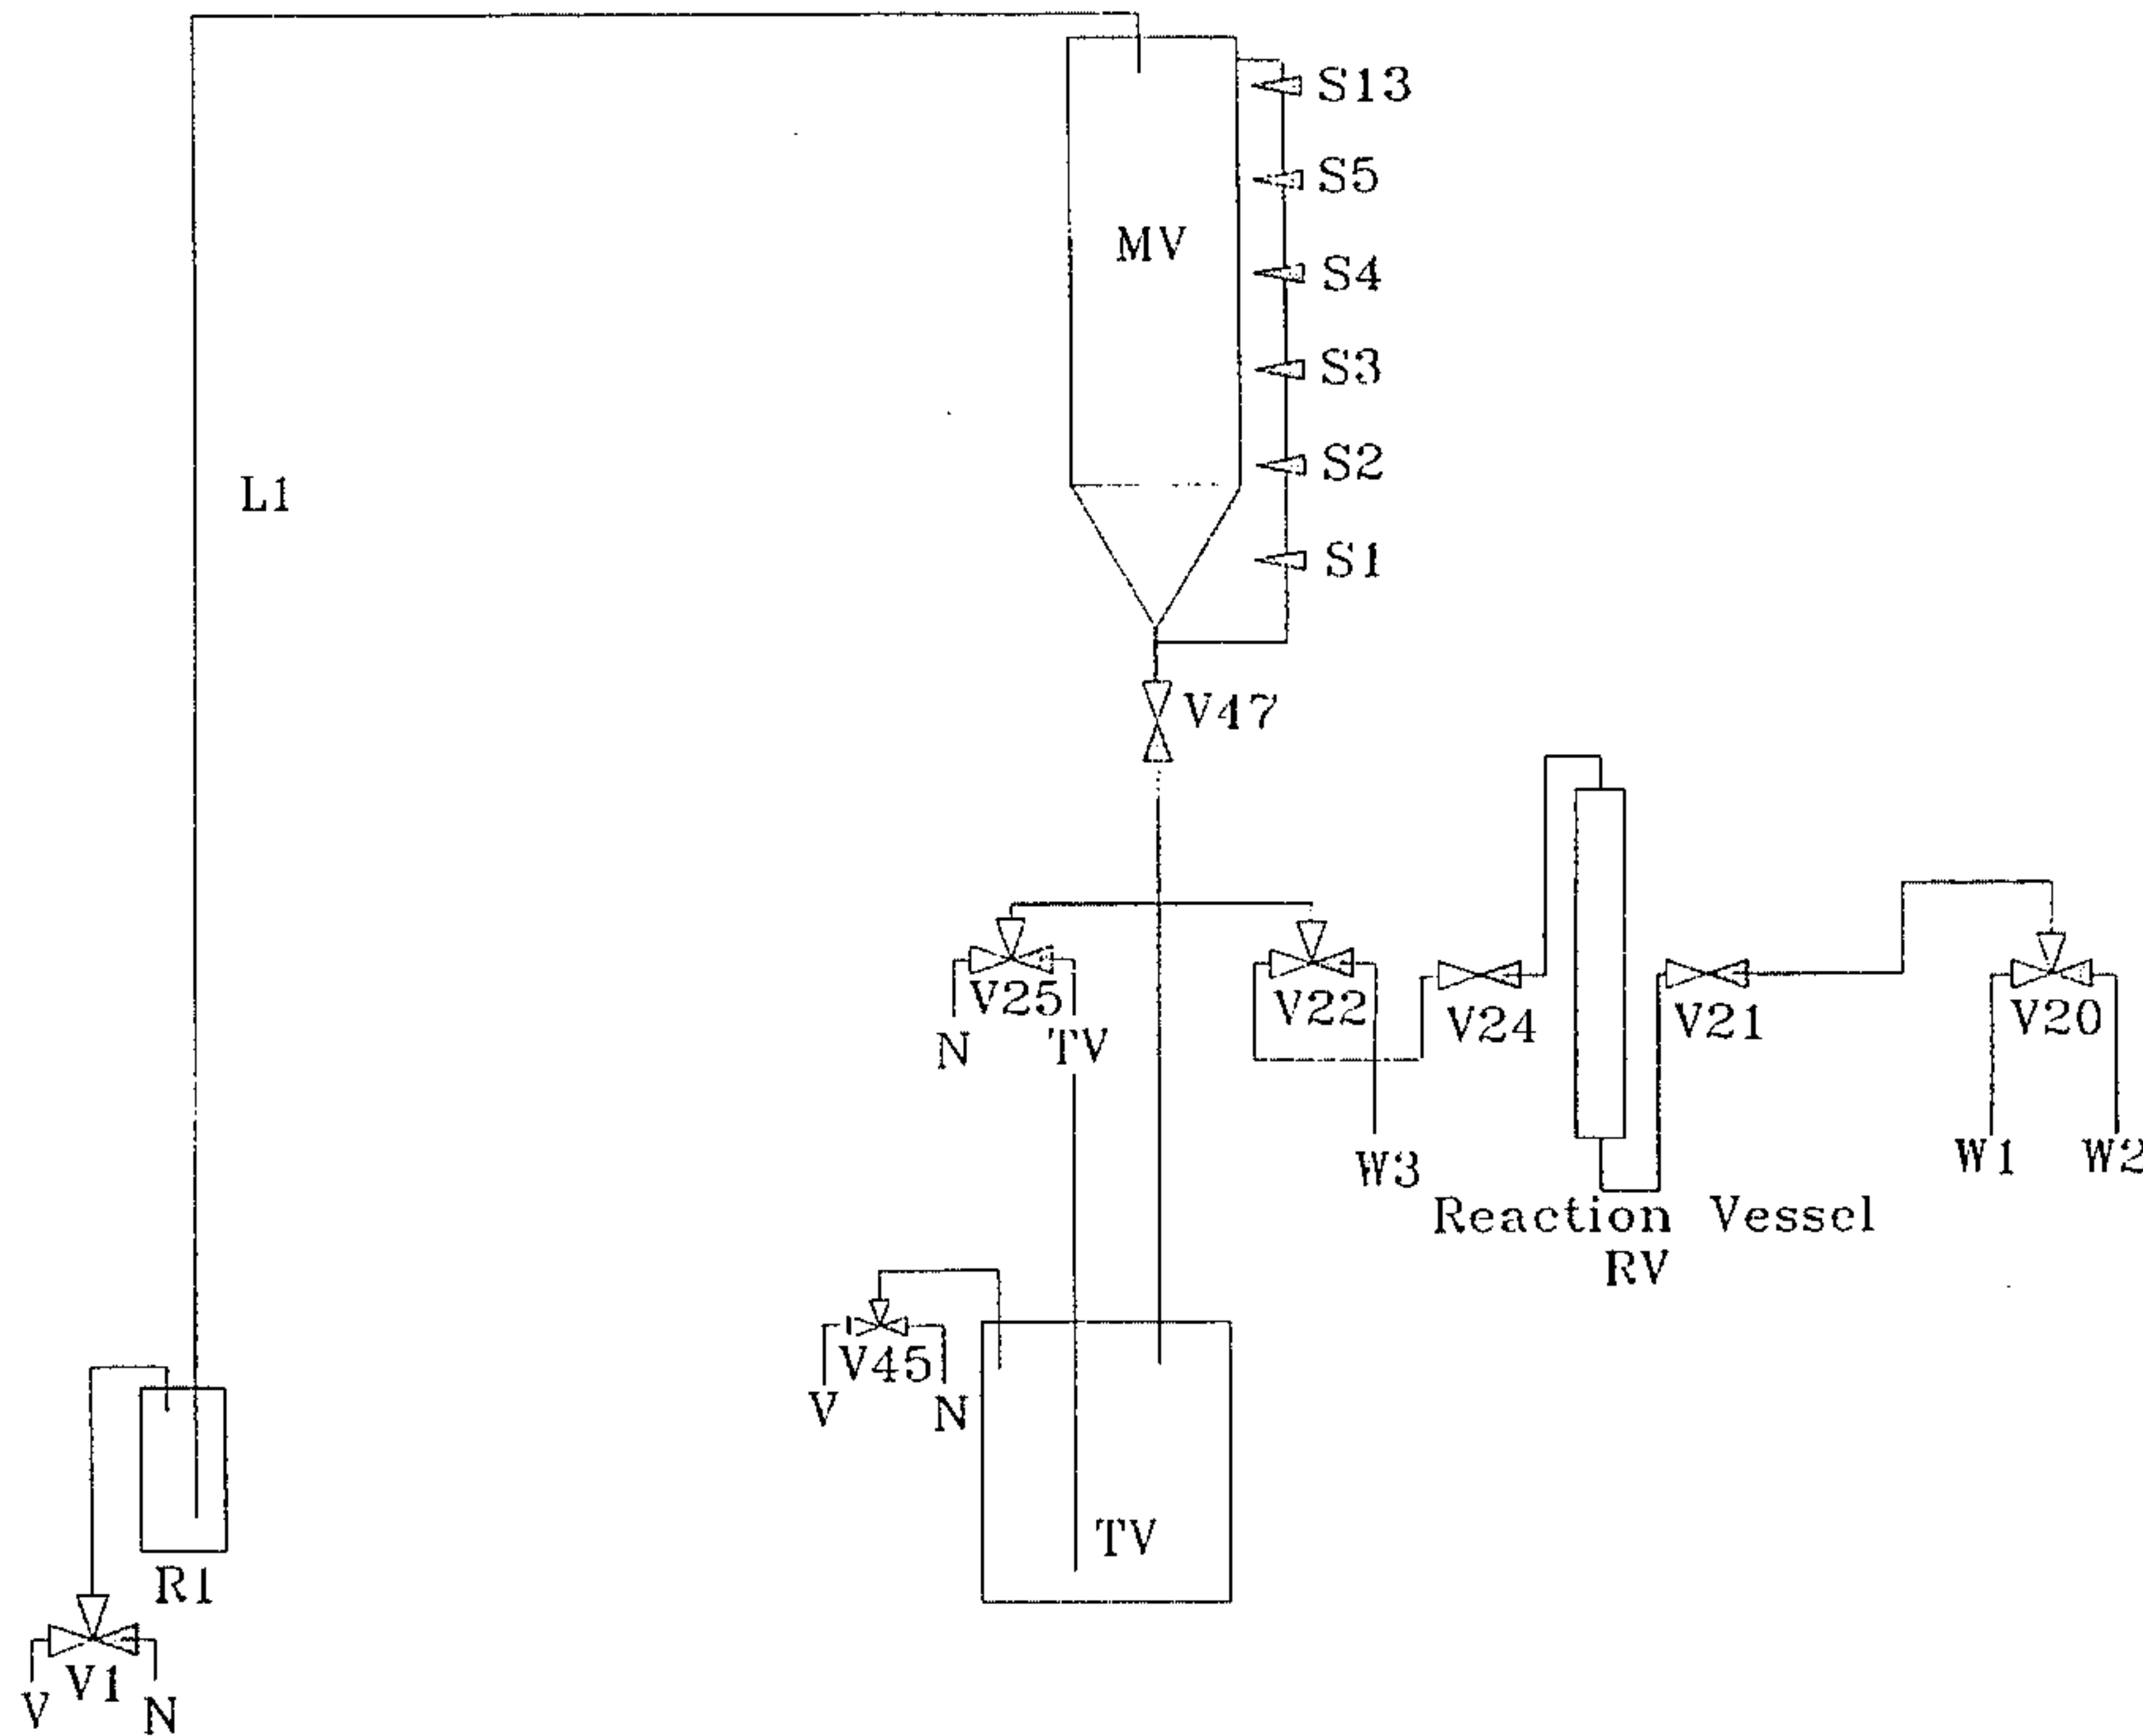 S13
S5
MV
S4
S3
S2
L1
S1
V47
V25
V22
V24
V21
V20
N
TV
W3
W1
W2
Reaction Vessel
RV
V45
V
N
TV
R1
V1
V
N